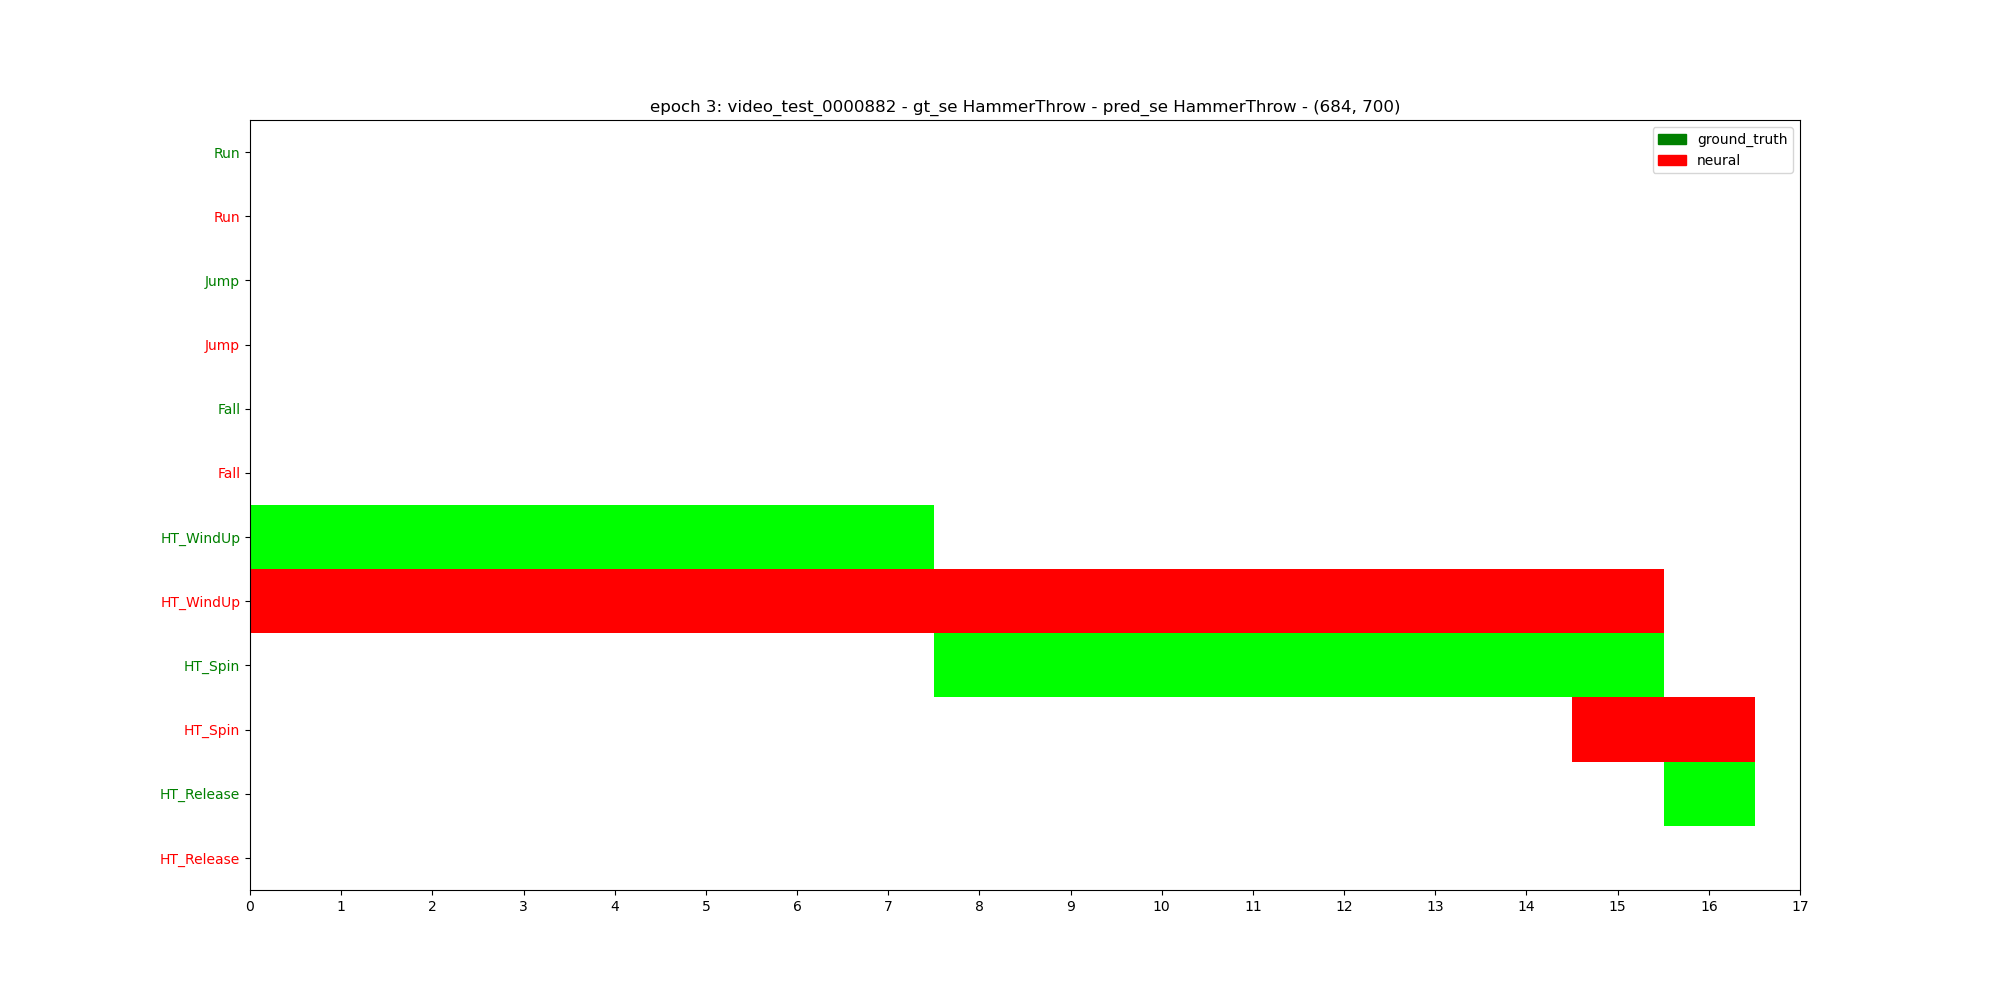 epoch 3: video_test_0000882 - gt_se HammerThrow - pred_se HammerThrow - (684, 700)
ground_truth
neural
Run
Run
Jump
Jump
Fall
Fall
HT_WindUp
HT_WindUp
HT_Spin
HT_Spin
HT_Release
HT_Release
0 1 2 3 4 5 6 7 8 9 10 11 12 13 14 15 16 17